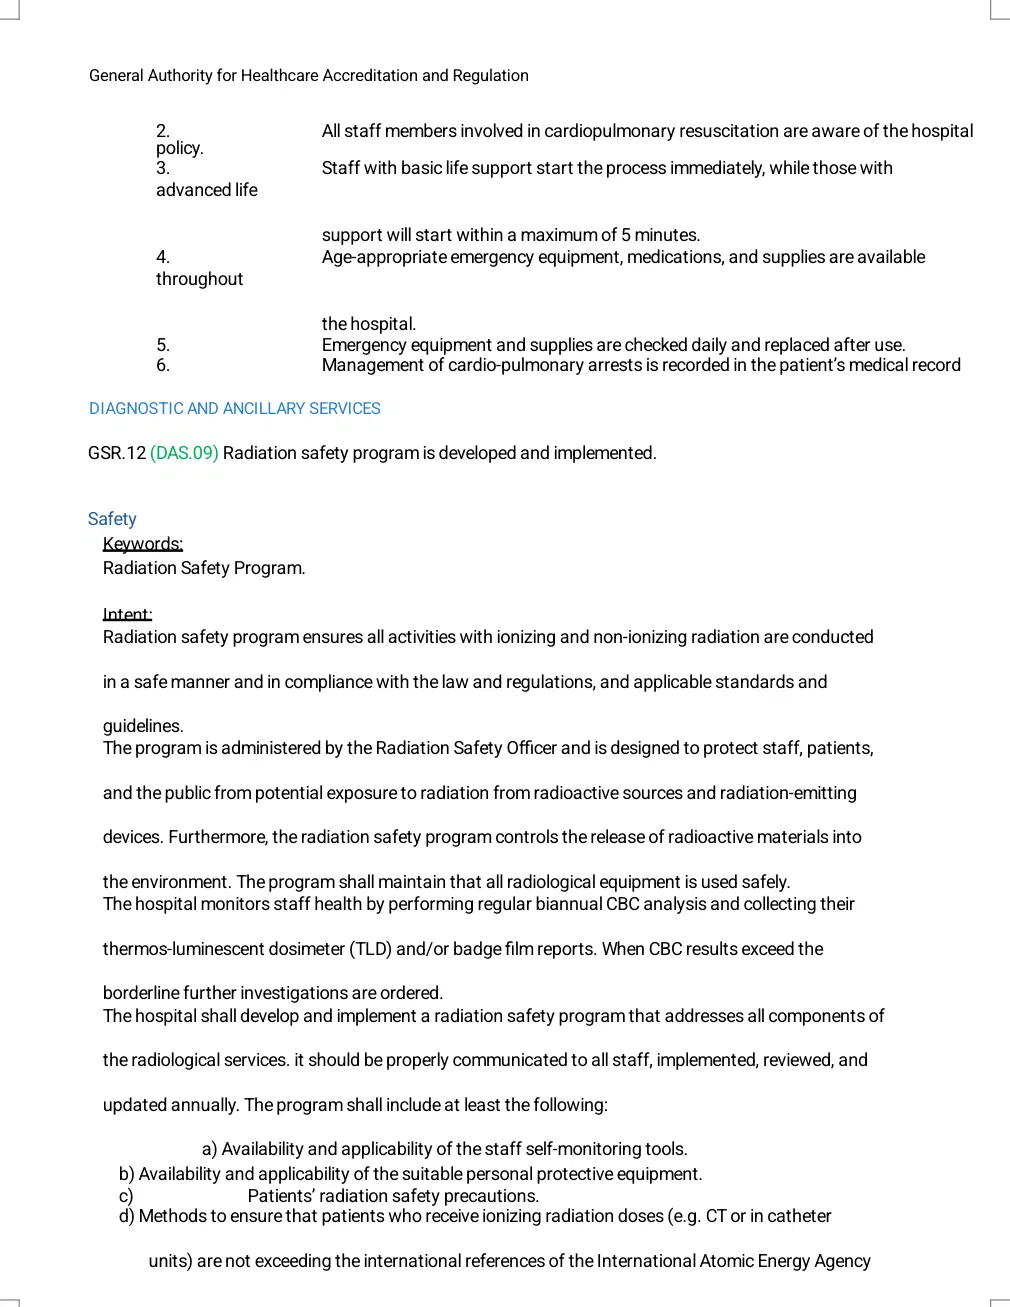 General Authority for Healthcare Accreditation and Regulation
2. All staff members involved in cardiopulmonary resuscitation are aware of the hospital
policy.
3. Staff with basic life support start the process immediately, while those with
advanced life
support will start within a maximum of 5 minutes.
4. Age-appropriate emergency equipment, medications, and supplies are available
throughout
the hospital.
5. Emergency equipment and supplies are checked daily and replaced after use.
6. Management of cardio-pulmonary arrests is recorded in the patient’s medical record
DIAGNOSTIC AND ANCILLARY SERVICES
GSR.12 (DAS.09) Radiation safety program is developed and implemented.
Safety
Keywords:
Radiation Safety Program.
Intent:
Radiation safety program ensures all activities with ionizing and non-ionizing radiation are conducted
in a safe manner and in compliance with the law and regulations, and applicable standards and
guidelines.
The program is administered by the Radiation Safety Officer and is designed to protect staff, patients,
and the public from potential exposure to radiation from radioactive sources and radiation-emitting
devices. Furthermore, the radiation safety program controls the release of radioactive materials into
the environment. The program shall maintain that all radiological equipment is used safely.
The hospital monitors staff health by performing regular biannual CBC analysis and collecting their
thermos-luminescent dosimeter (TLD) and/or badge film reports. When CBC results exceed the
borderline further investigations are ordered.
The hospital shall develop and implement a radiation safety program that addresses all components of
the radiological services. it should be properly communicated to all staff, implemented, reviewed, and
updated annually. The program shall include at least the following:
a) Availability and applicability of the staff self-monitoring tools.
b) Availability and applicability of the suitable personal protective equipment.
c) Patients’ radiation safety precautions.
d) Methods to ensure that patients who receive ionizing radiation doses (e.g. CT or in catheter
units) are not exceeding the international references of the International Atomic Energy Agency